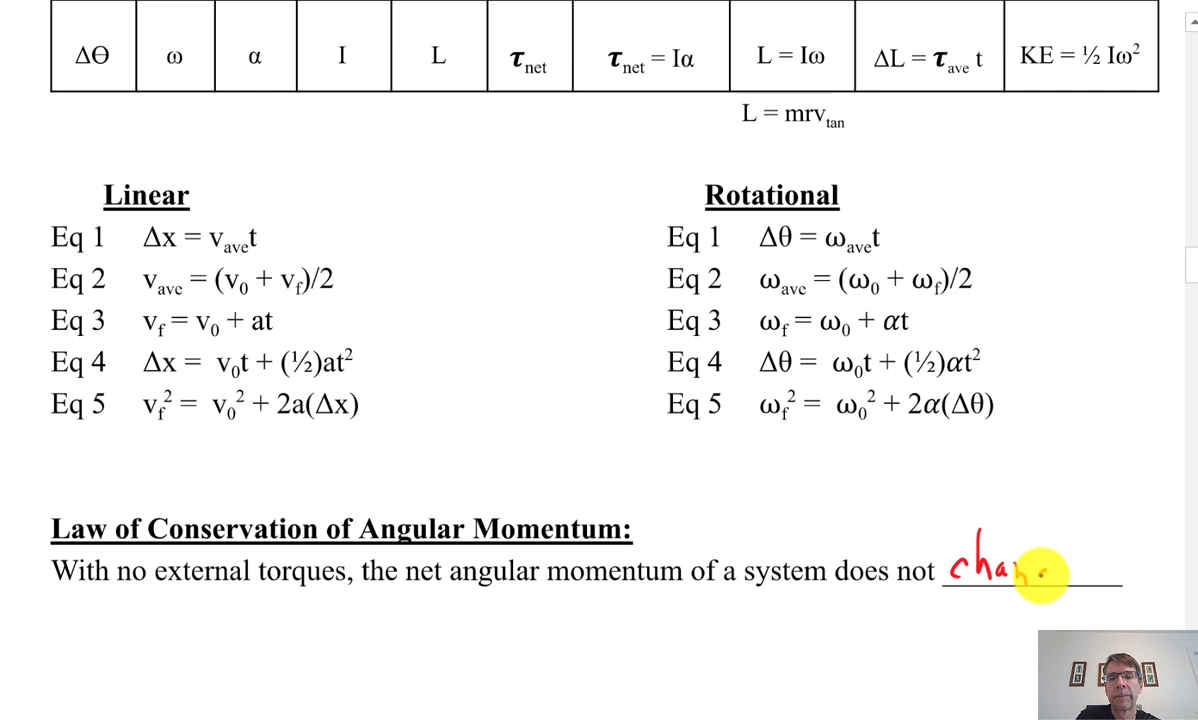 ΔΘ ω α I L τnet τnet = Iα L = Iω ΔL = τave t KE = ½ Iω²
L = mrvtan
Linear Rotational
Eq 1 Δx = vavet Eq 1 Δθ = ωavet
Eq 2 vave = (v0 + vf)/2 Eq 2 ωave = (ω0 + ωf)/2
Eq 3 vf = v0 + at Eq 3 ωf = ω0 + αt
Eq 4 Δx = v0t + (½)at² Eq 4 Δθ = ω0t + (½)αt²
Eq 5 vf² = v0² + 2a(Δx) Eq 5 ωf² = ω0² + 2α(Δθ)
Law of Conservation of Angular Momentum:
With no external torques, the net angular momentum of a system does not chan